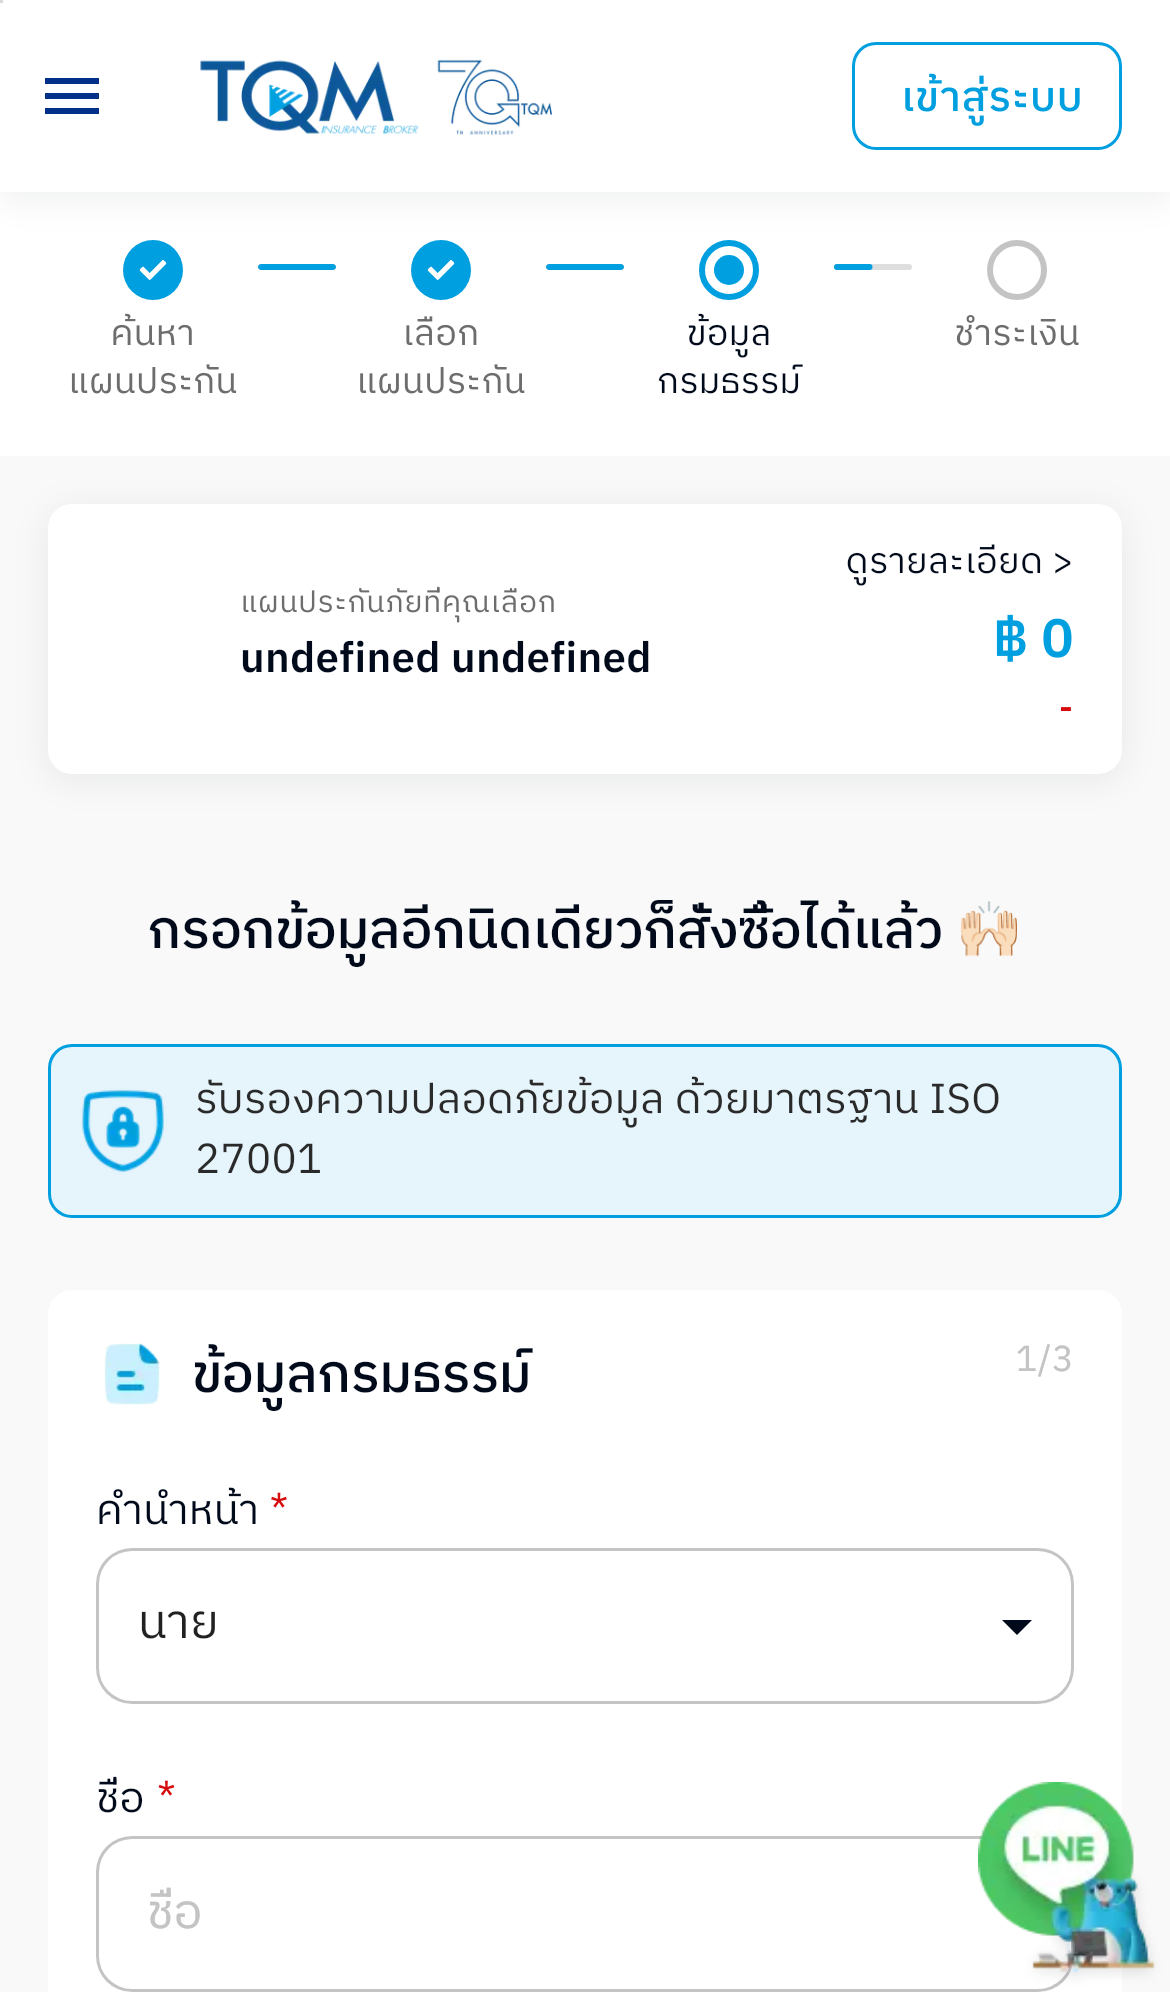 TQM
INSURANCE BROKER
70 TQM
TH ANNIVERSARY
เข้าสู่ระบบ
ค้นหา
แผนประกัน
เลือก
แผนประกัน
ข้อมูล
กรมธรรม์
ชำระเงิน
ดูรายละเอียด >
แผนประกันภัยที่คุณเลือก
undefined undefined
฿ 0
-
กรอกข้อมูลอีกนิดเดียวก็สั่งซื้อได้แล้ว 🙌🏻
รับรองความปลอดภัยข้อมูล ด้วยมาตรฐาน ISO
27001
ข้อมูลกรมธรรม์
1/3
คำนำหน้า *
นาย
ชื่อ *
ชื่อ
LINE